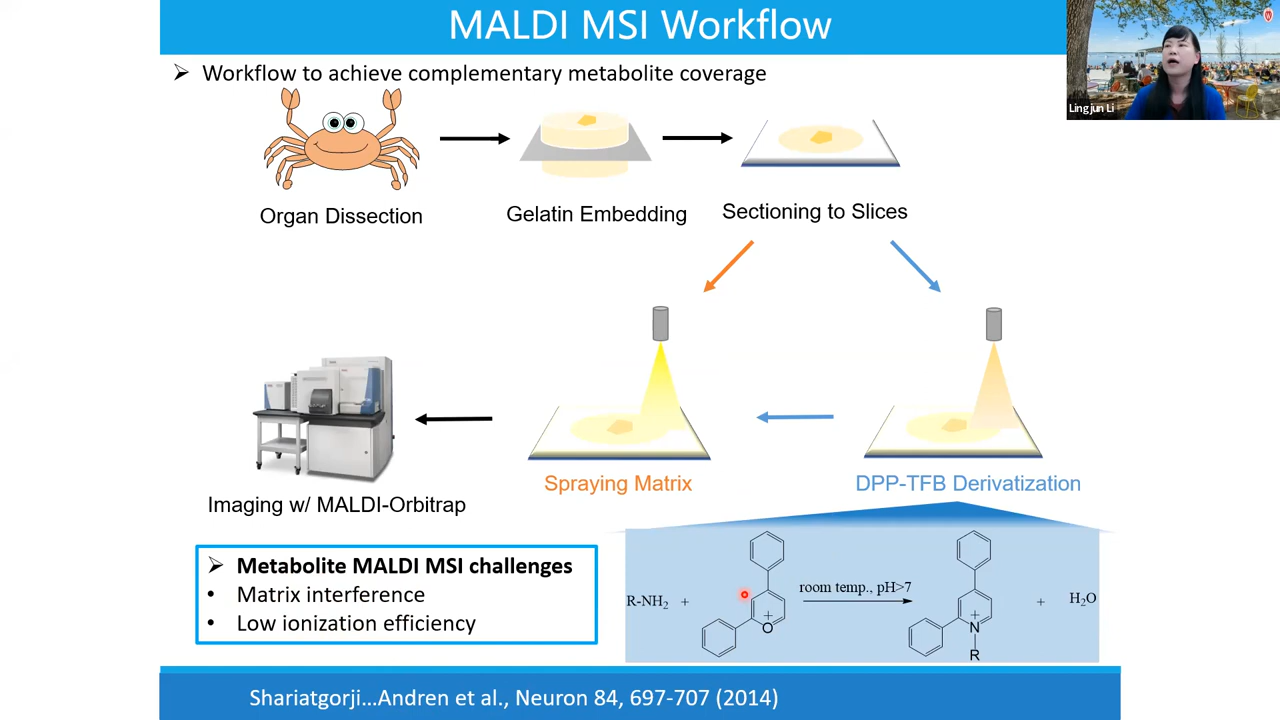 MALDI MSI Workflow
➢ Workflow to achieve complementary metabolite coverage
Lingjun Li
Organ Dissection
Gelatin Embedding
Sectioning to Slices
Spraying Matrix
DPP-TFB Derivatization
Imaging w/ MALDI-Orbitrap
➢ Metabolite MALDI MSI challenges
• Matrix interference
• Low ionization efficiency
R-NH₂ + O + room temp., pH>7 N + R + H₂O
Shariatgorji...Andren et al., Neuron 84, 697-707 (2014)